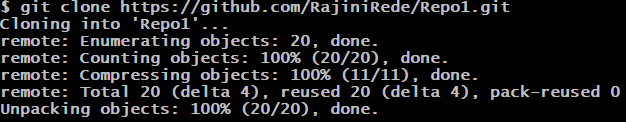 $ git clone https://github.com/RajiniRede/Repo1.git
Cloning into 'Repo1'...
remote: Enumerating objects: 20, done.
remote: Counting objects: 100% (20/20), done.
remote: Compressing objects: 100% (11/11), done.
remote: Total 20 (delta 4), reused 20 (delta 4), pack-reused 0
Unpacking objects: 100% (20/20), done.